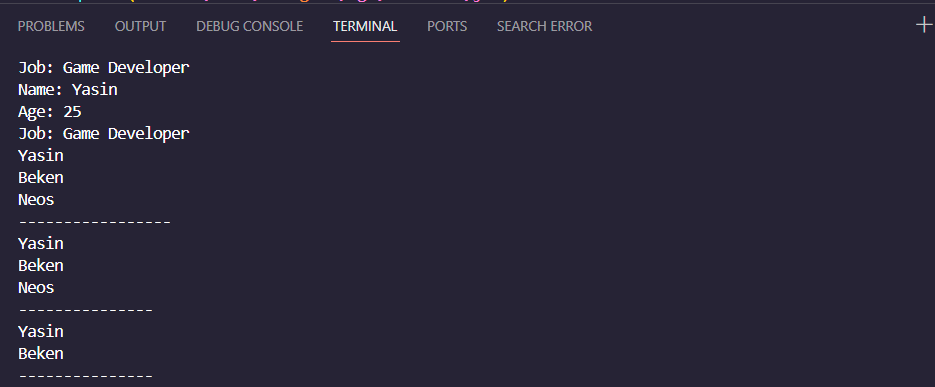 PROBLEMS OUTPUT DEBUG CONSOLE TERMINAL PORTS SEARCH ERROR
Job: Game Developer
Name: Yasin
Age: 25
Job: Game Developer
Yasin
Beken
Neos
-----------------
Yasin
Beken
Neos
---------------
Yasin
Beken
---------------